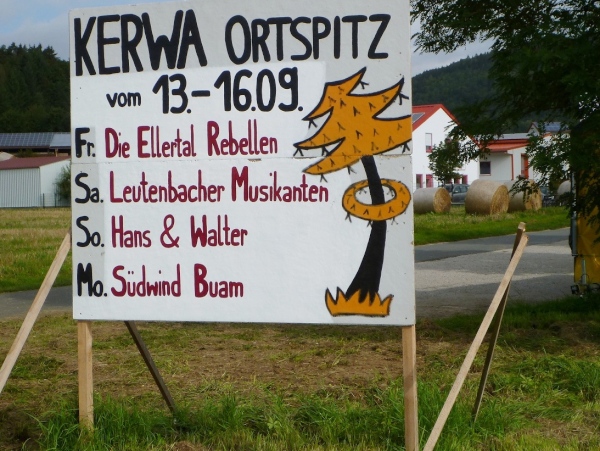 KERWA ORTSPITZ
vom 13.-16.09.
Fr. Die Ellertal Rebellen
Sa. Leutenbacher Musikanten
So. Hans & Walter
Mo. Südwind Buam